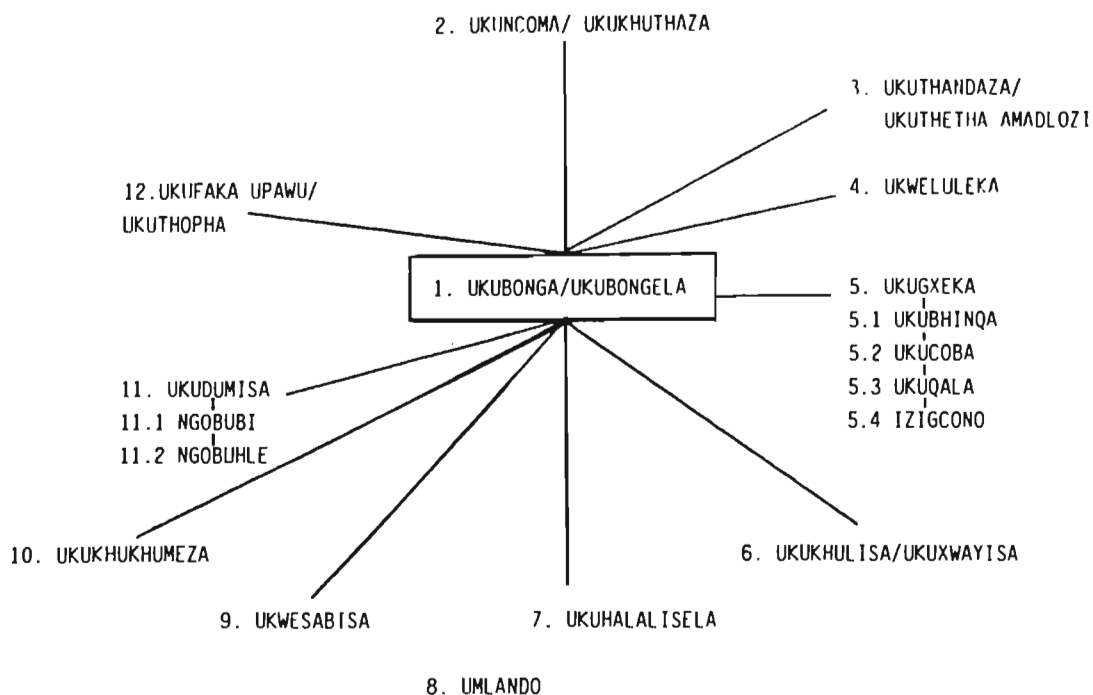 2. UKUNCOMA/ UKUKHUTHAZA
3. UKUTHANDAZA/
UKUTHETHA AMADLOZI
12.UKUFAKA UPAWU/
UKUTHOPHA
4. UKWELULEKA
1. UKUBONGA/UKUBONGELA
5. UKUGXEKA
5.1 UKUBHINQA
5.2 UKUCOBA
5.3 UKUQALA
5.4 IZIGCONO
11. UKUDUMISA
11.1 NGOBUBI
11.2 NGOBUHLE
10. UKUKHUKHUMEZA
6. UKUKHULISA/UKUXWAYISA
9. UKWESABISA
7. UKUHALALISELA
8. UMLANDO